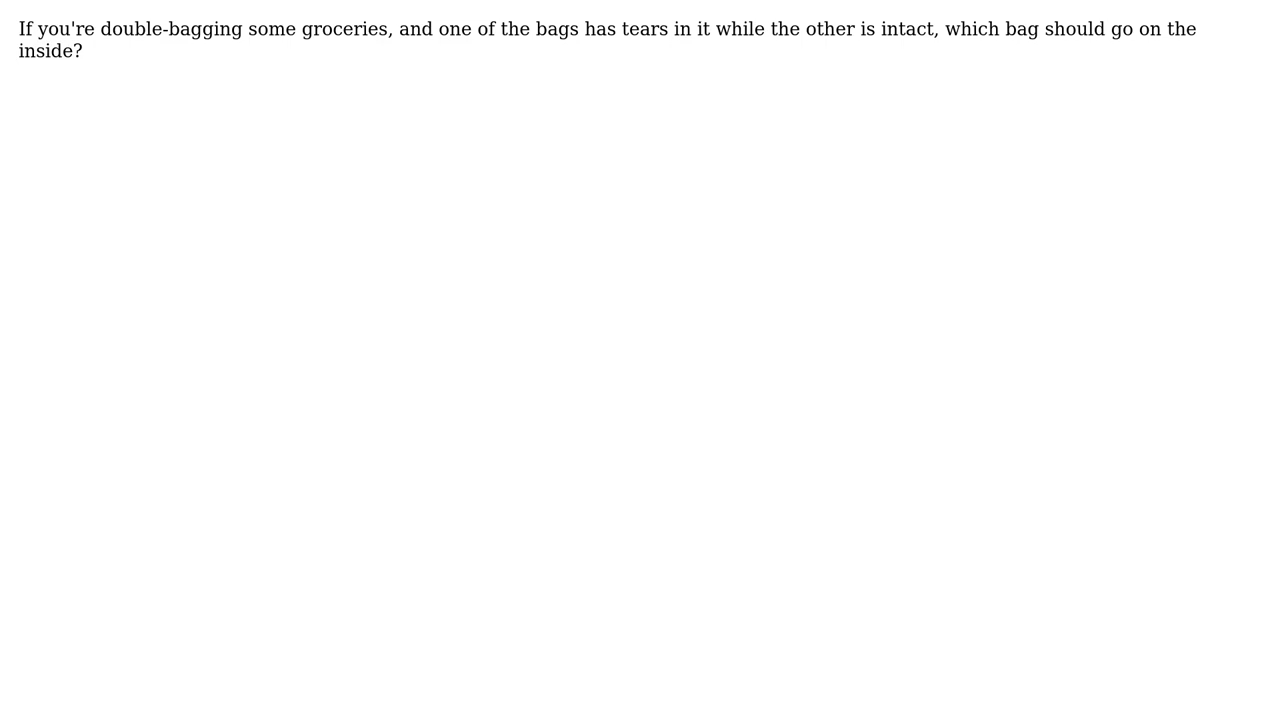 If you're double-bagging some groceries, and one of the bags has tears in it while the other is intact, which bag should go on the
inside?